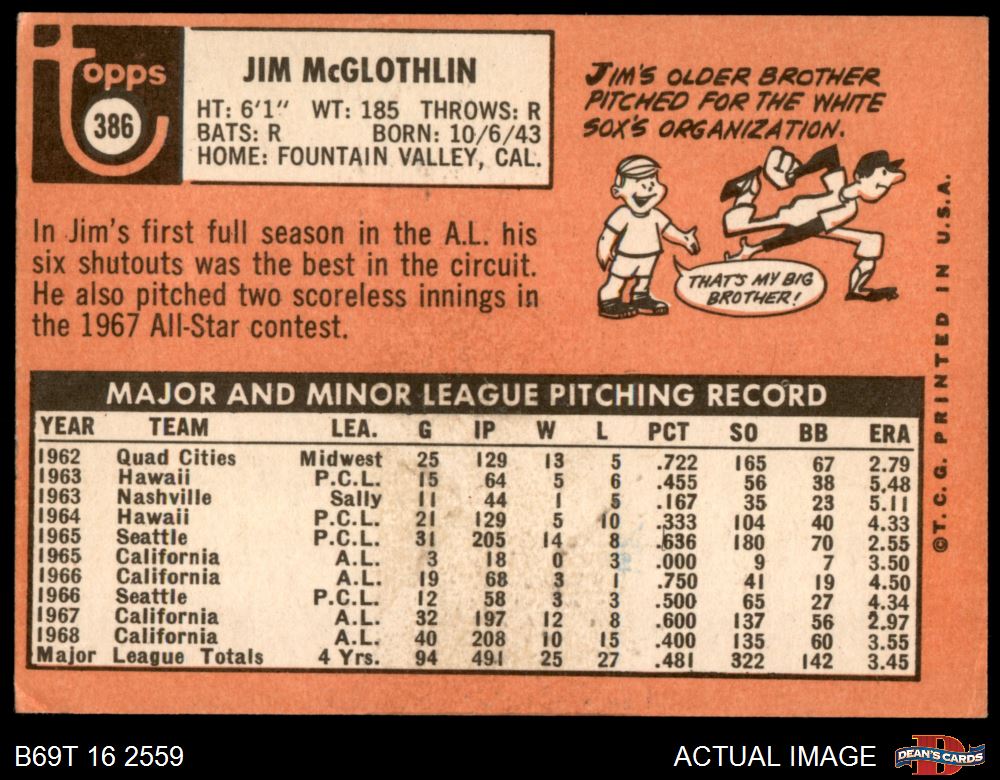 topps
386
JIM McGLOTHLIN
HT: 6'1" WT: 185 THROWS: R
BATS: R BORN: 10/6/43
HOME: FOUNTAIN VALLEY, CAL.
JIM'S OLDER BROTHER
PITCHED FOR THE WHITE
SOX'S ORGANIZATION.
THAT'S MY BIG
BROTHER!
In Jim's first full season in the A.L. his
six shutouts was the best in the circuit.
He also pitched two scoreless innings in
the 1967 All-Star contest.
MAJOR AND MINOR LEAGUE PITCHING RECORD
YEAR TEAM LEA. G IP W L PCT SO BB ERA
1962 Quad Cities Midwest 25 129 13 5 .722 165 67 2.79
1963 Hawaii P.C.L. 15 64 5 6 .455 56 38 5.48
1963 Nashville Sally 11 44 1 5 .167 35 23 5.11
1964 Hawaii P.C.L. 21 129 5 10 .333 104 40 4.33
1965 Seattle P.C.L. 31 205 14 8 .636 180 70 2.55
1965 California A.L. 3 18 0 3 .000 9 7 3.50
1966 California A.L. 19 68 3 1 .750 41 19 4.50
1966 Seattle P.C.L. 12 58 3 3 .500 65 27 4.34
1967 California A.L. 32 197 12 8 .600 137 56 2.97
1968 California A.L. 40 208 10 15 .400 135 60 3.55
Major League Totals 4 Yrs. 94 491 25 27 .481 322 142 3.45
©T.C.G. PRINTED IN U.S.A.
B69T 16 2559
ACTUAL IMAGE
DEAN'S CARDS